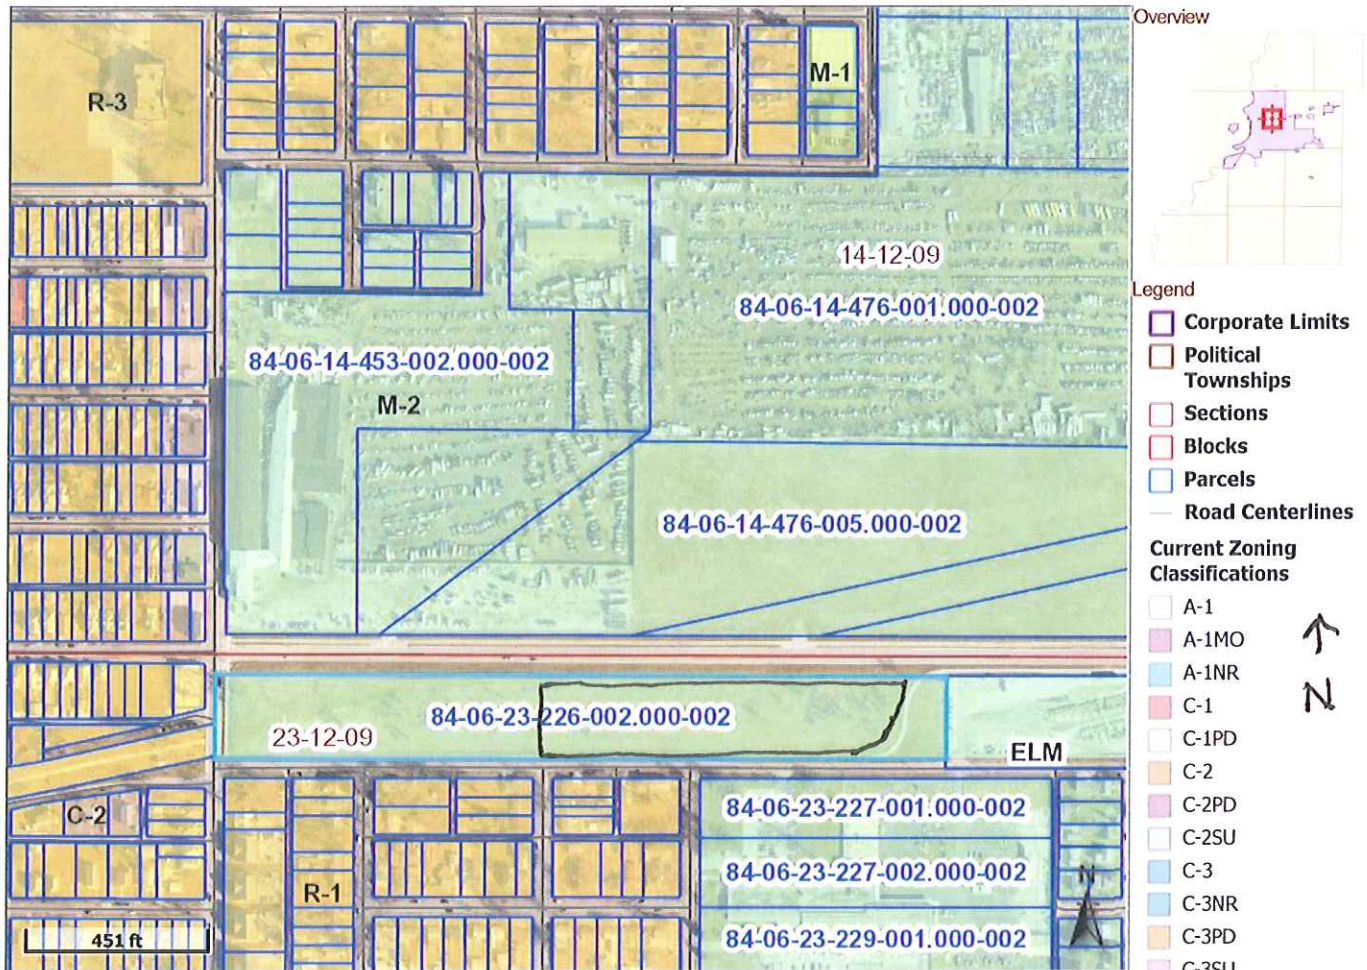 Overview
R-3
M-1
14-12-09
84-06-14-476-001.000-002
84-06-14-453-002.000-002
M-2
84-06-14-476-005.000-002
84-06-23-226-002.000-002
23-12-09
ELM
84-06-23-227-001.000-002
C-2
84-06-23-227-002.000-002
R-1
84-06-23-229-001.000-002
N
451 ft
Legend
Corporate Limits
Political
Townships
Sections
Blocks
Parcels
Road Centerlines
Current Zoning
Classifications
A-1
A-1MO
A-1NR
C-1
C-1PD
C-2
C-2PD
C-2SU
C-3
C-3NR
C-3PD
C-3SU
N